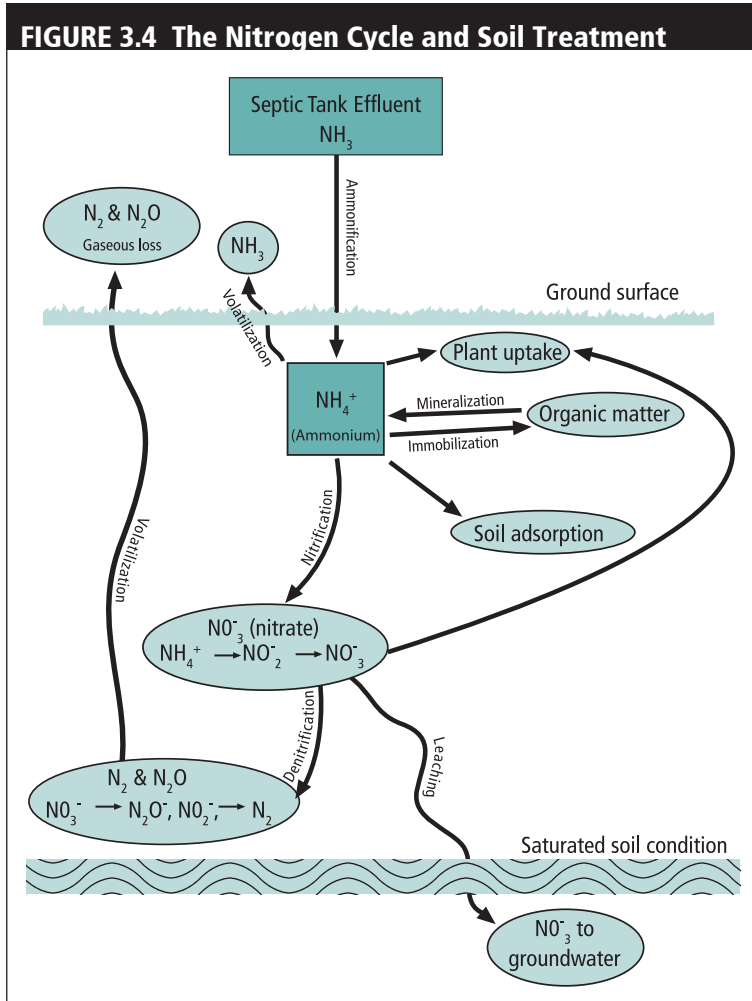 FIGURE 3.4 The Nitrogen Cycle and Soil Treatment
Septic Tank Effluent
NH₃
Ammonification
N₂ & N₂O
Gaseous loss
NH₃
Volatilization
Ground surface
Plant uptake
NH₄⁺
(Ammonium)
Mineralization
Immobilization
Organic matter
Soil adsorption
Nitrification
Volatilization
N0⁻₃ (nitrate)
NH₄⁺ → NO⁻₂ → NO⁻₃
Denitrification
Leaching
N₂ & N₂O
N0₃⁻ → N₂O⁻, N0₂⁻, → N₂
Saturated soil condition
N0⁻₃ to
groundwater